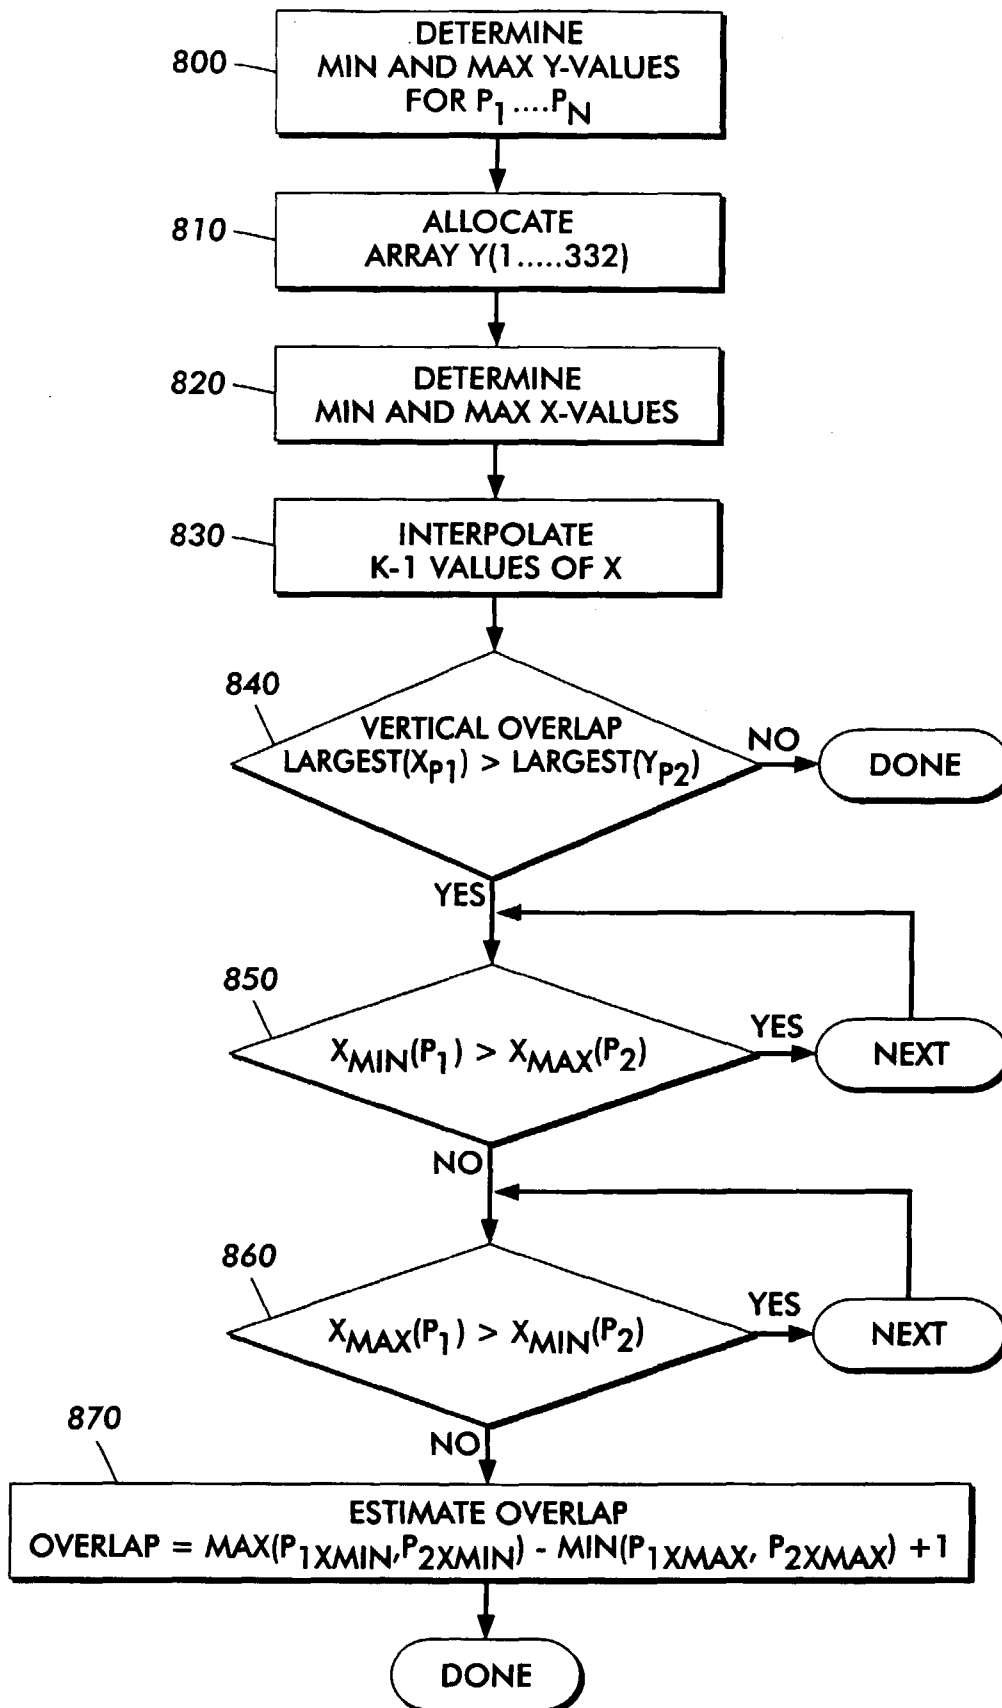 800
DETERMINE
MIN AND MAX Y-VALUES
FOR P1....PN
810
ALLOCATE
ARRAY Y(1.....332)
820
DETERMINE
MIN AND MAX X-VALUES
830
INTERPOLATE
K-1 VALUES OF X
840
VERTICAL OVERLAP
LARGEST(XP1) > LARGEST(YP2)
NO
DONE
YES
850
XMIN(P1) > XMAX(P2)
YES
NEXT
NO
860
XMAX(P1) > XMIN(P2)
YES
NEXT
NO
870
ESTIMATE OVERLAP
OVERLAP = MAX(P1XMIN,P2XMIN) - MIN(P1XMAX, P2XMAX) +1
DONE